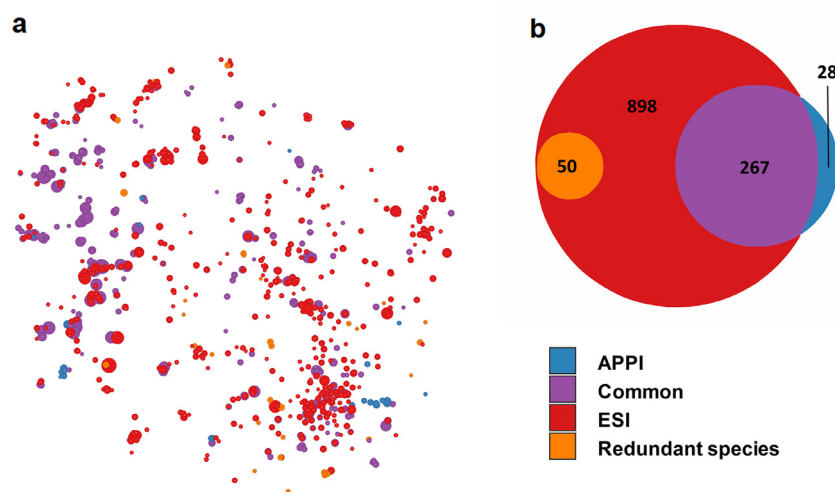 a
b
28
898
50
267
APPI
Common
ESI
Redundant species